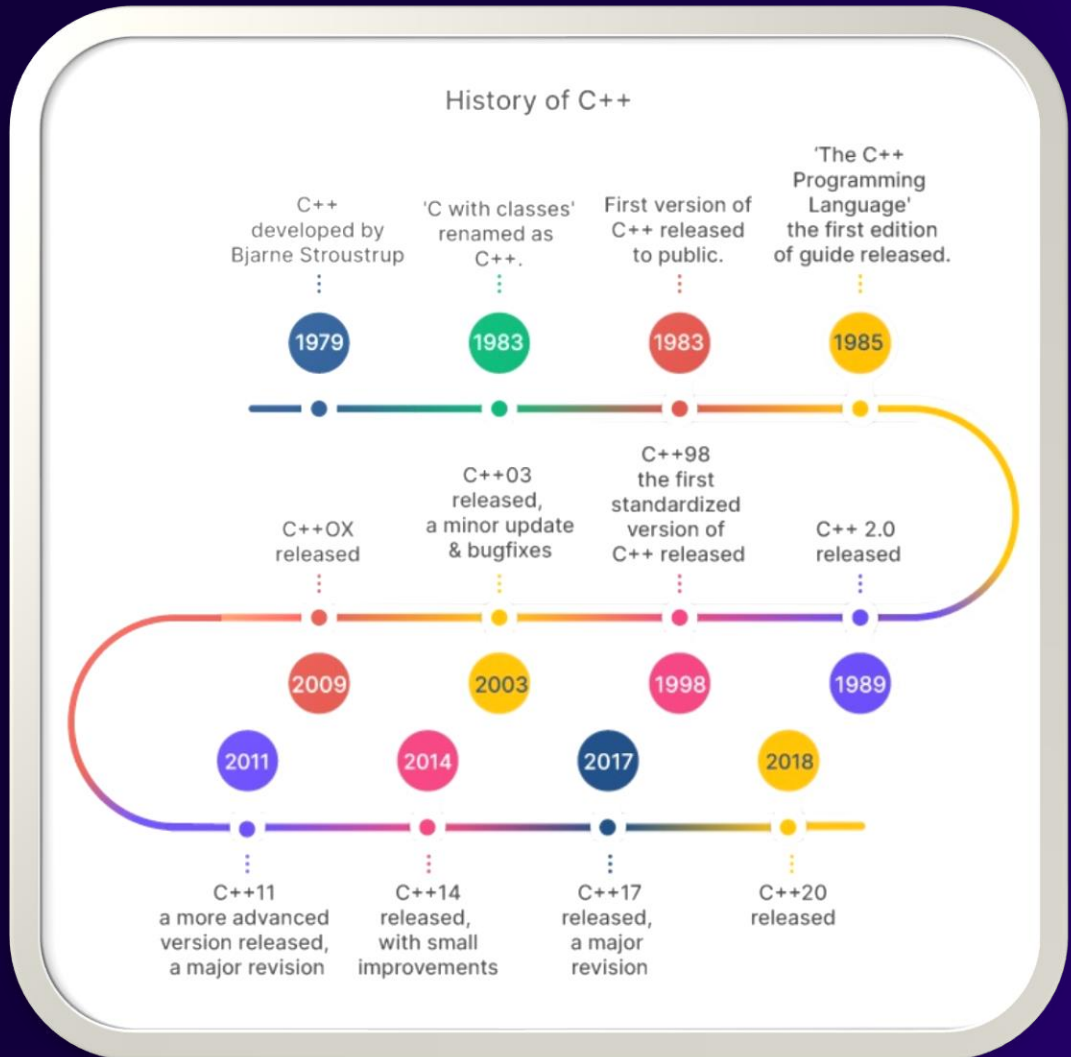 History of C++
C++
developed by
Bjarne Stroustrup
'C with classes'
renamed as
C++.
First version of
C++ released
to public.
'The C++
Programming
Language'
the first edition
of guide released.
1979
1983
1983
1985
C++OX
released
C++03
released,
a minor update
& bugfixes
C++98
the first
standardized
version of
C++ released
C++ 2.0
released
2009
2003
1998
1989
2011
2014
2017
2018
C++11
a more advanced
version released,
a major revision
C++14
released,
with small
improvements
C++17
released,
a major
revision
C++20
released